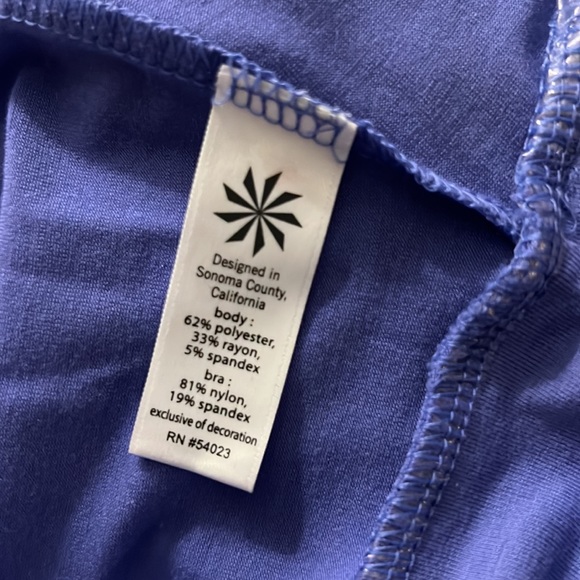 Designed in
Sonoma County,
California
body :
62% polyester,
33% rayon,
5% spandex
bra :
81% nylon,
19% spandex
exclusive of decoration
RN #54023